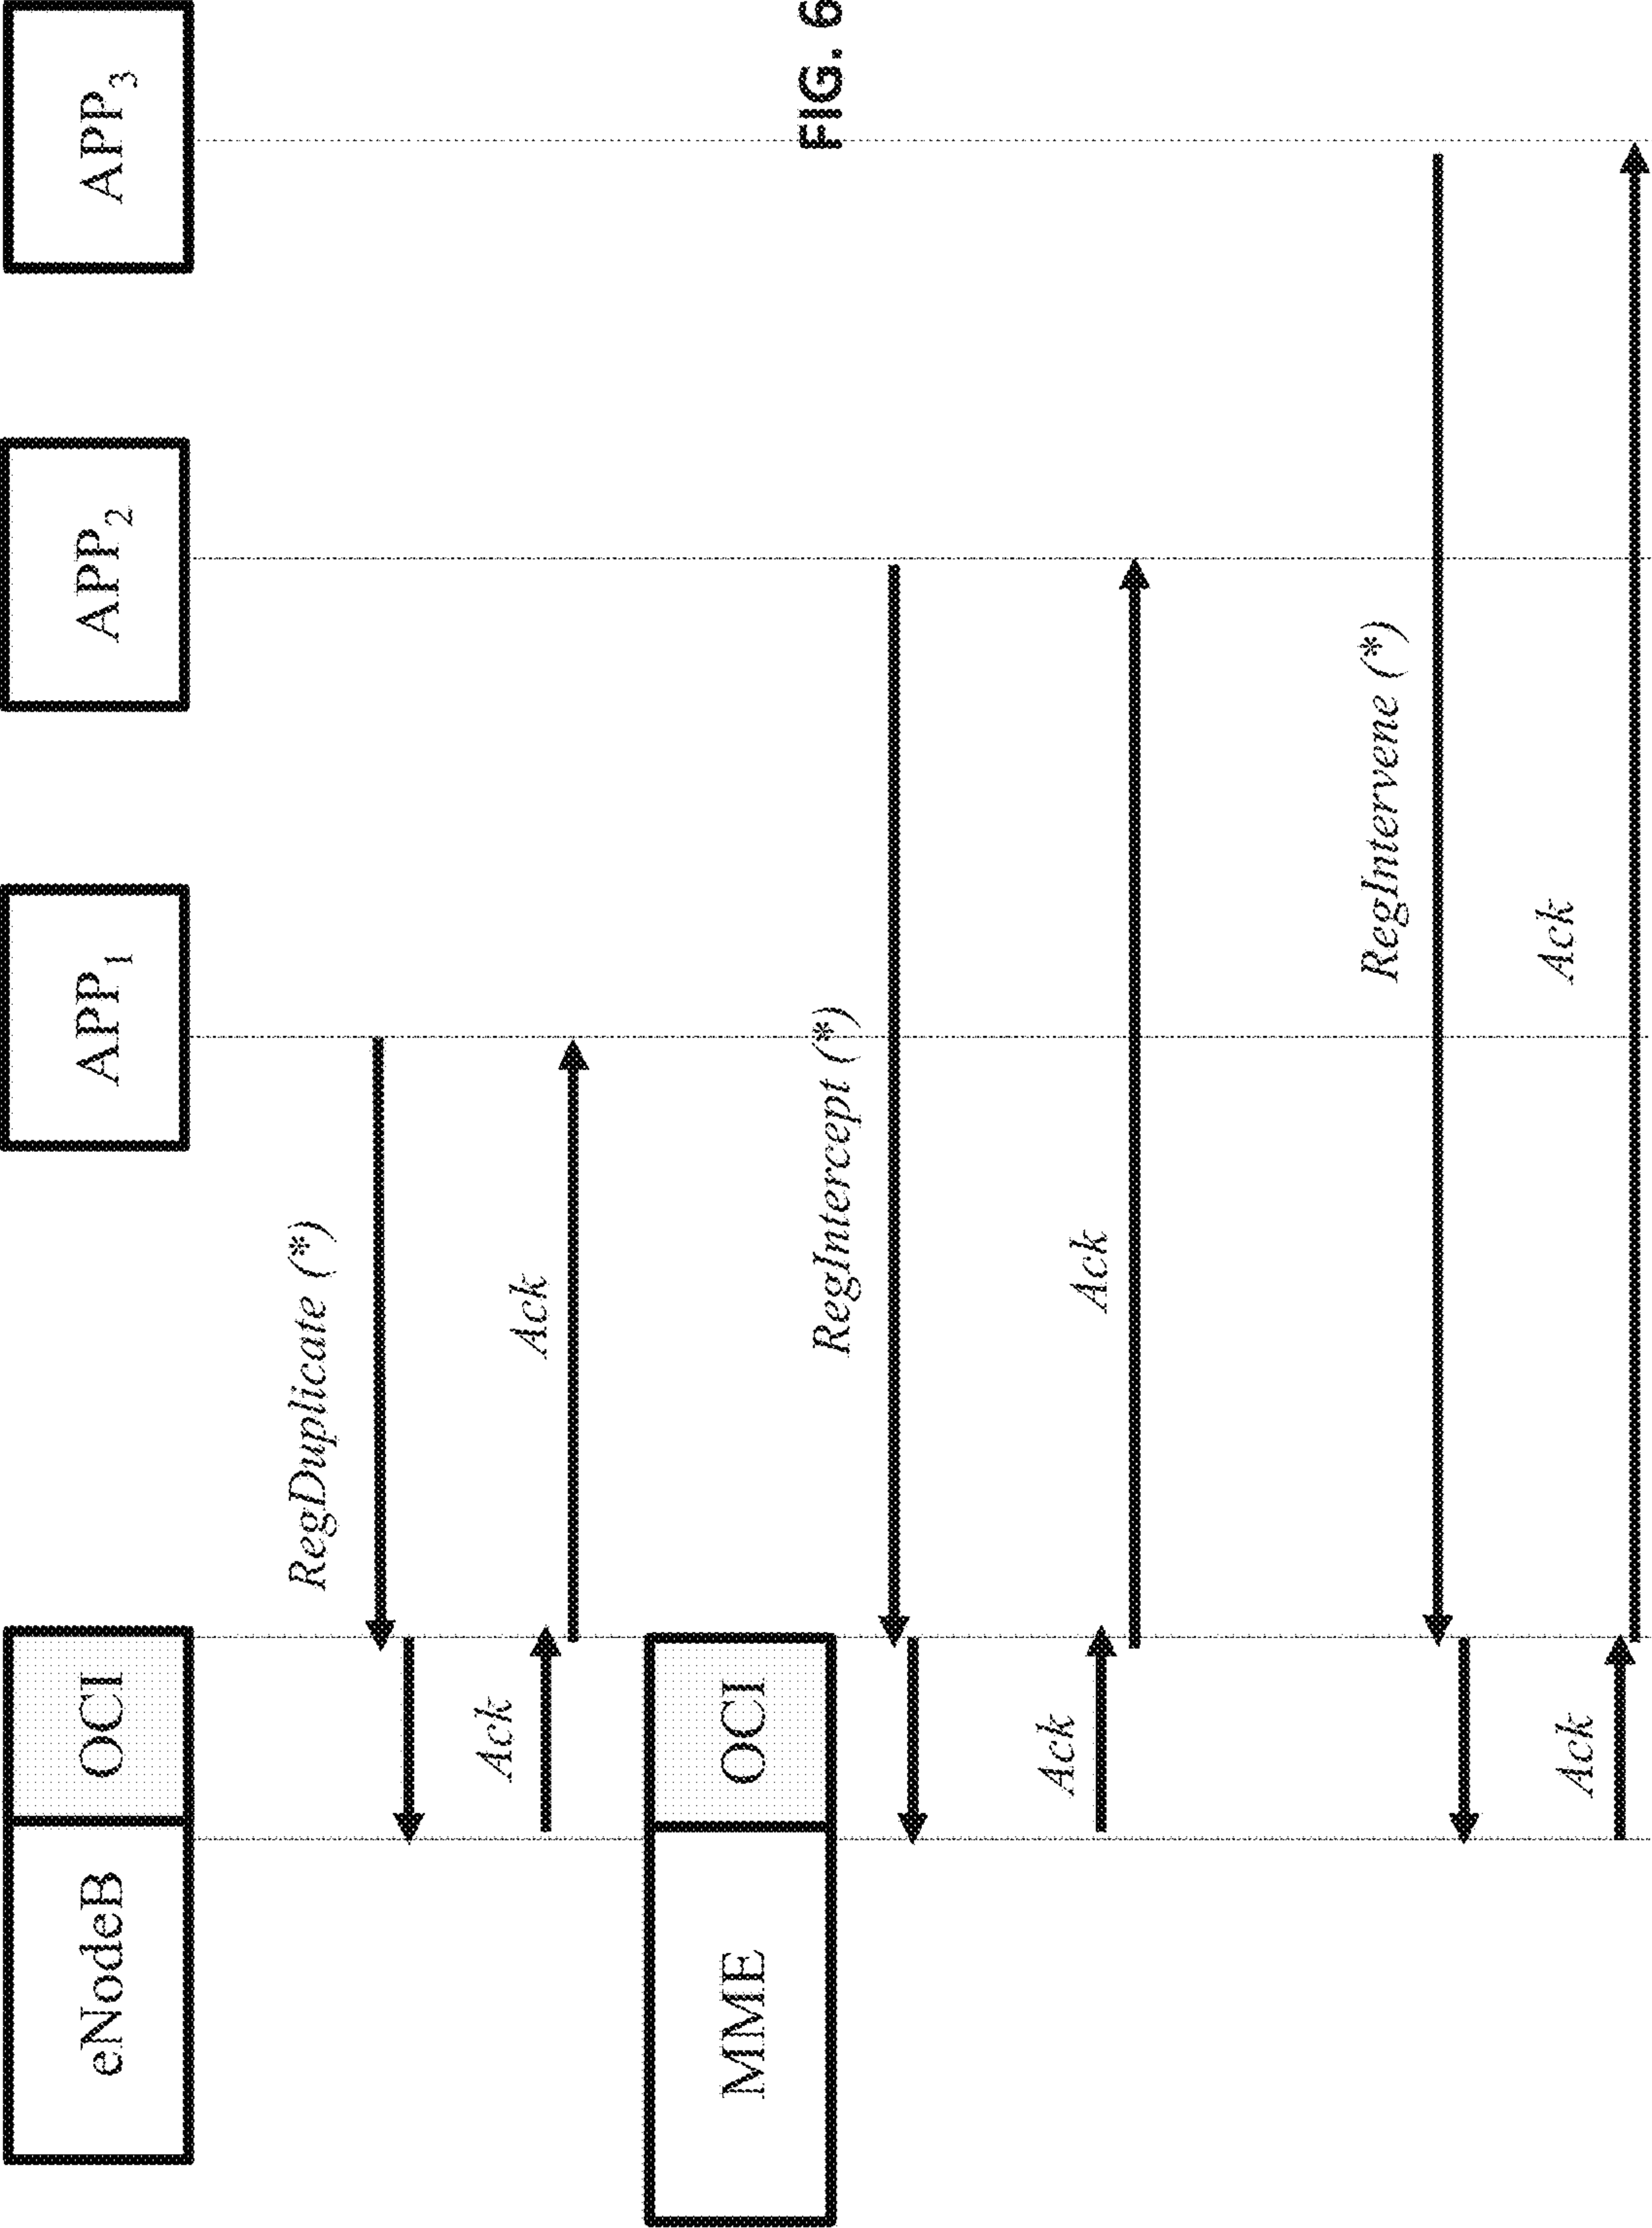 eNodeB
OCI
APP1
APP2
APP3
RegDuplicate (*)
Ack
Ack
MME
OCI
RegIntercept (*)
Ack
Ack
RegIntervene (*)
Ack
Ack
FIG. 6